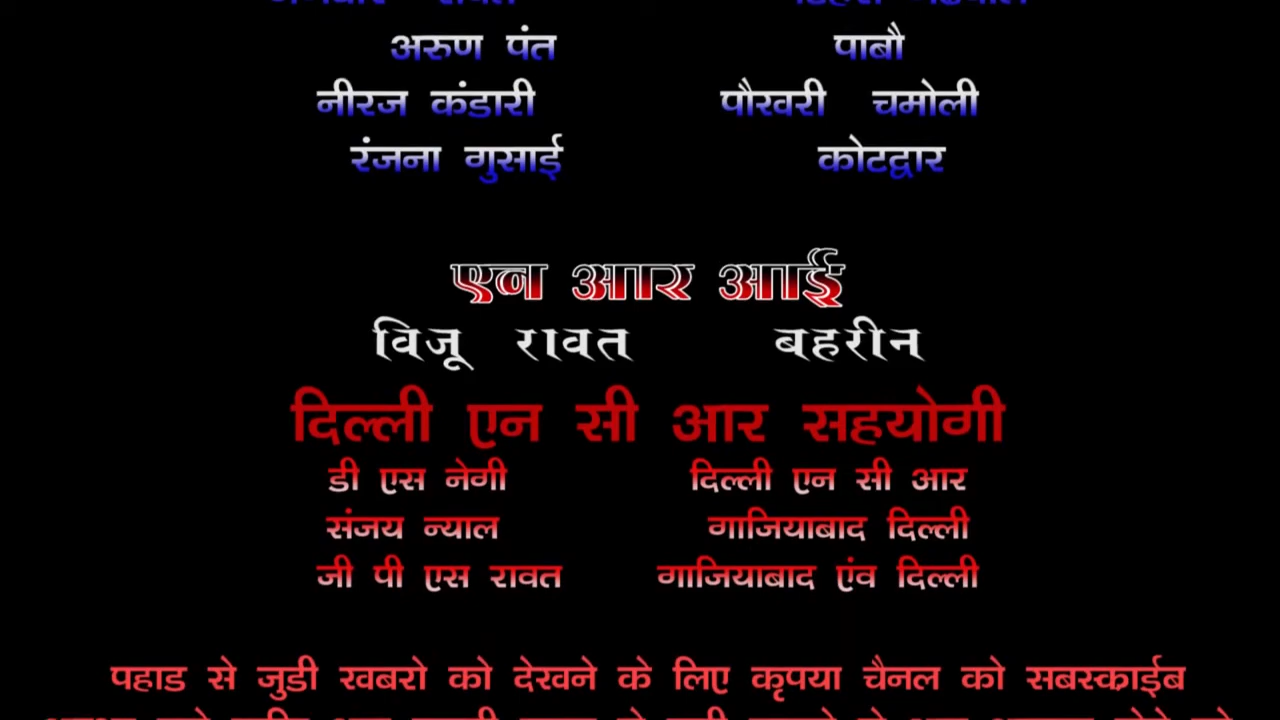 अरुण पंत पाबौ
नीरज कंडारी पौखरी चमोली
रंजना गुसाई कोटद्वार
एन आर आई
विजू रावत बहरीन
दिल्ली एन सी आर सहयोगी
डी एस नेगी दिल्ली एन सी आर
संजय न्याल गाजियाबाद दिल्ली
जी पी एस रावत गाजियाबाद एंव दिल्ली
पहाड से जुडी खबरो को देखने के लिए कृपया चैनल को सबस्काईब